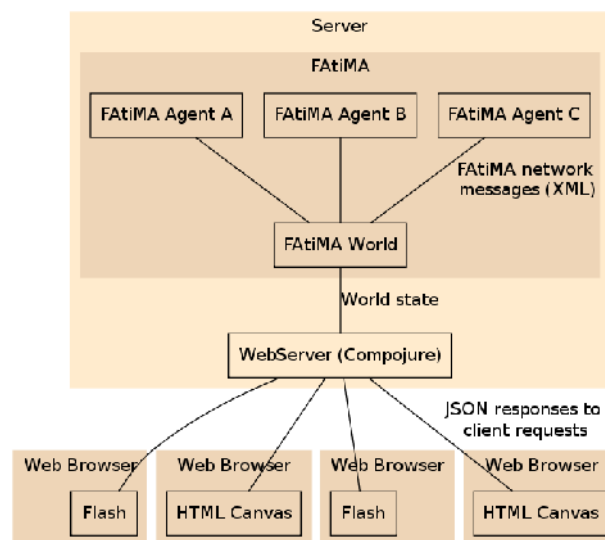 Server
FAtiMA
FAtiMA Agent A
FAtiMA Agent B
FAtiMA Agent C
FAtiMA network
messages (XML)
FAtiMA World
World state
WebServer (Compojure)
JSON responses to
client requests
Web Browser
Web Browser
Web Browser
Web Browser
Flash
HTML Canvas
Flash
HTML Canvas